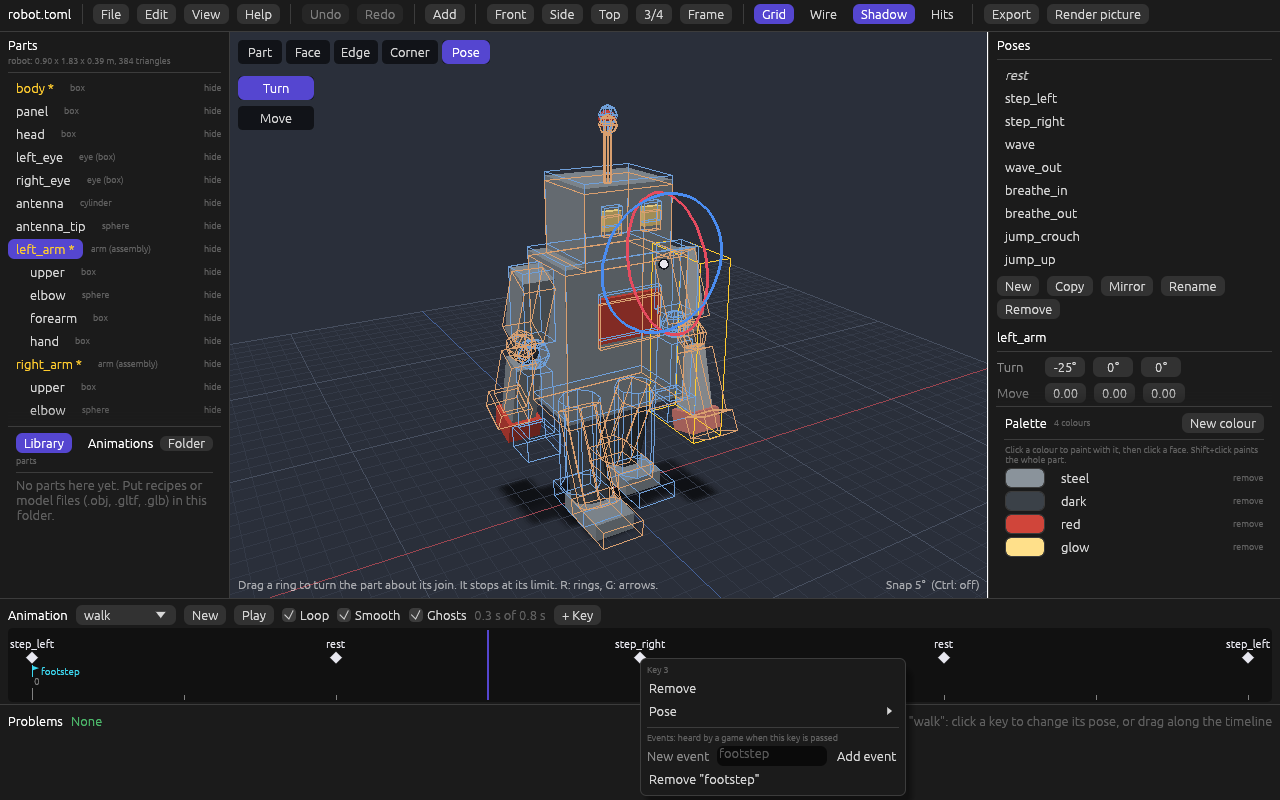 robot.toml File Edit View Help Undo Redo Add Front Side Top 3/4 Frame Grid Wire Shadow Hits Export Render picture
Parts
robot: 0.90 x 1.83 x 0.39 m, 384 triangles
body * box hide
panel box hide
head box hide
left_eye eye (box) hide
right_eye eye (box) hide
antenna cylinder hide
antenna_tip sphere hide
left_arm * arm (assembly) hide
upper box hide
elbow sphere hide
forearm box hide
hand box hide
right_arm * arm (assembly) hide
upper box hide
elbow sphere hide
Library Animations Folder
parts
No parts here yet. Put recipes or
model files (.obj, .gltf, .glb) in this
folder.
Part Face Edge Corner Pose
Turn
Move
Drag a ring to turn the part about its join. It stops at its limit. R: rings, G: arrows.
Snap 5° (Ctrl: off)
Poses
rest
step_left
step_right
wave
wave_out
breathe_in
breathe_out
jump_crouch
jump_up
New Copy Mirror Rename
Remove
left_arm
Turn -25° 0° 0°
Move 0.00 0.00 0.00
Palette 4 colours New colour
Click a colour to paint with it, then click a face. Shift+click paints
the whole part.
steel remove
dark remove
red remove
glow remove
Animation walk New Play Loop Smooth Ghosts 0.3 s of 0.8 s + Key
step_left rest step_right rest step_left
footstep
0
Key 3
Remove
Pose
Events: heard by a game when this key is passed
New event footstep Add event
Remove "footstep"
Problems None
"walk": click a key to change its pose, or drag along the timeline